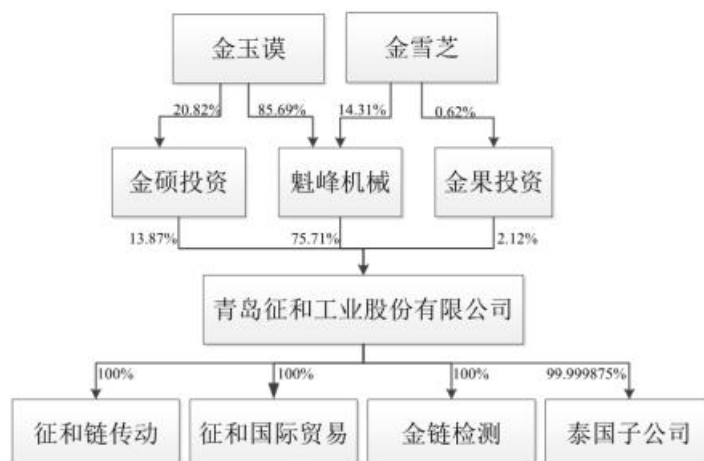 金玉谟
金雪芝
20.82%
85.69%
14.31%
0.62%
金硕投资
魁峰机械
金果投资
13.87%
75.71%
2.12%
青岛征和工业股份有限公司
100%
100%
100%
99.999875%
征和链传动
征和国际贸易
金链检测
泰国子公司